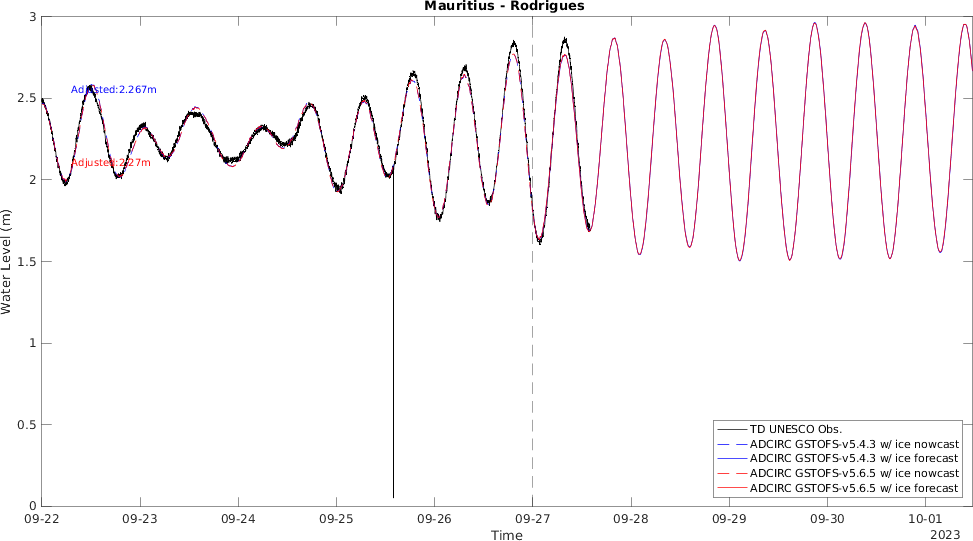 Mauritius - Rodrigues
3
2.5
2
1.5
1
0.5
0
Water Level (m)
Adjusted:2.267m
Adjusted:2.27m
TD UNESCO Obs.
ADCIRC GSTOFS-v5.4.3 w/ ice nowcast
ADCIRC GSTOFS-v5.4.3 w/ ice forecast
ADCIRC GSTOFS-v5.6.5 w/ ice nowcast
ADCIRC GSTOFS-v5.6.5 w/ ice forecast
09-22 09-23 09-24 09-25 09-26 09-27 09-28 09-29 09-30 10-01
Time
2023